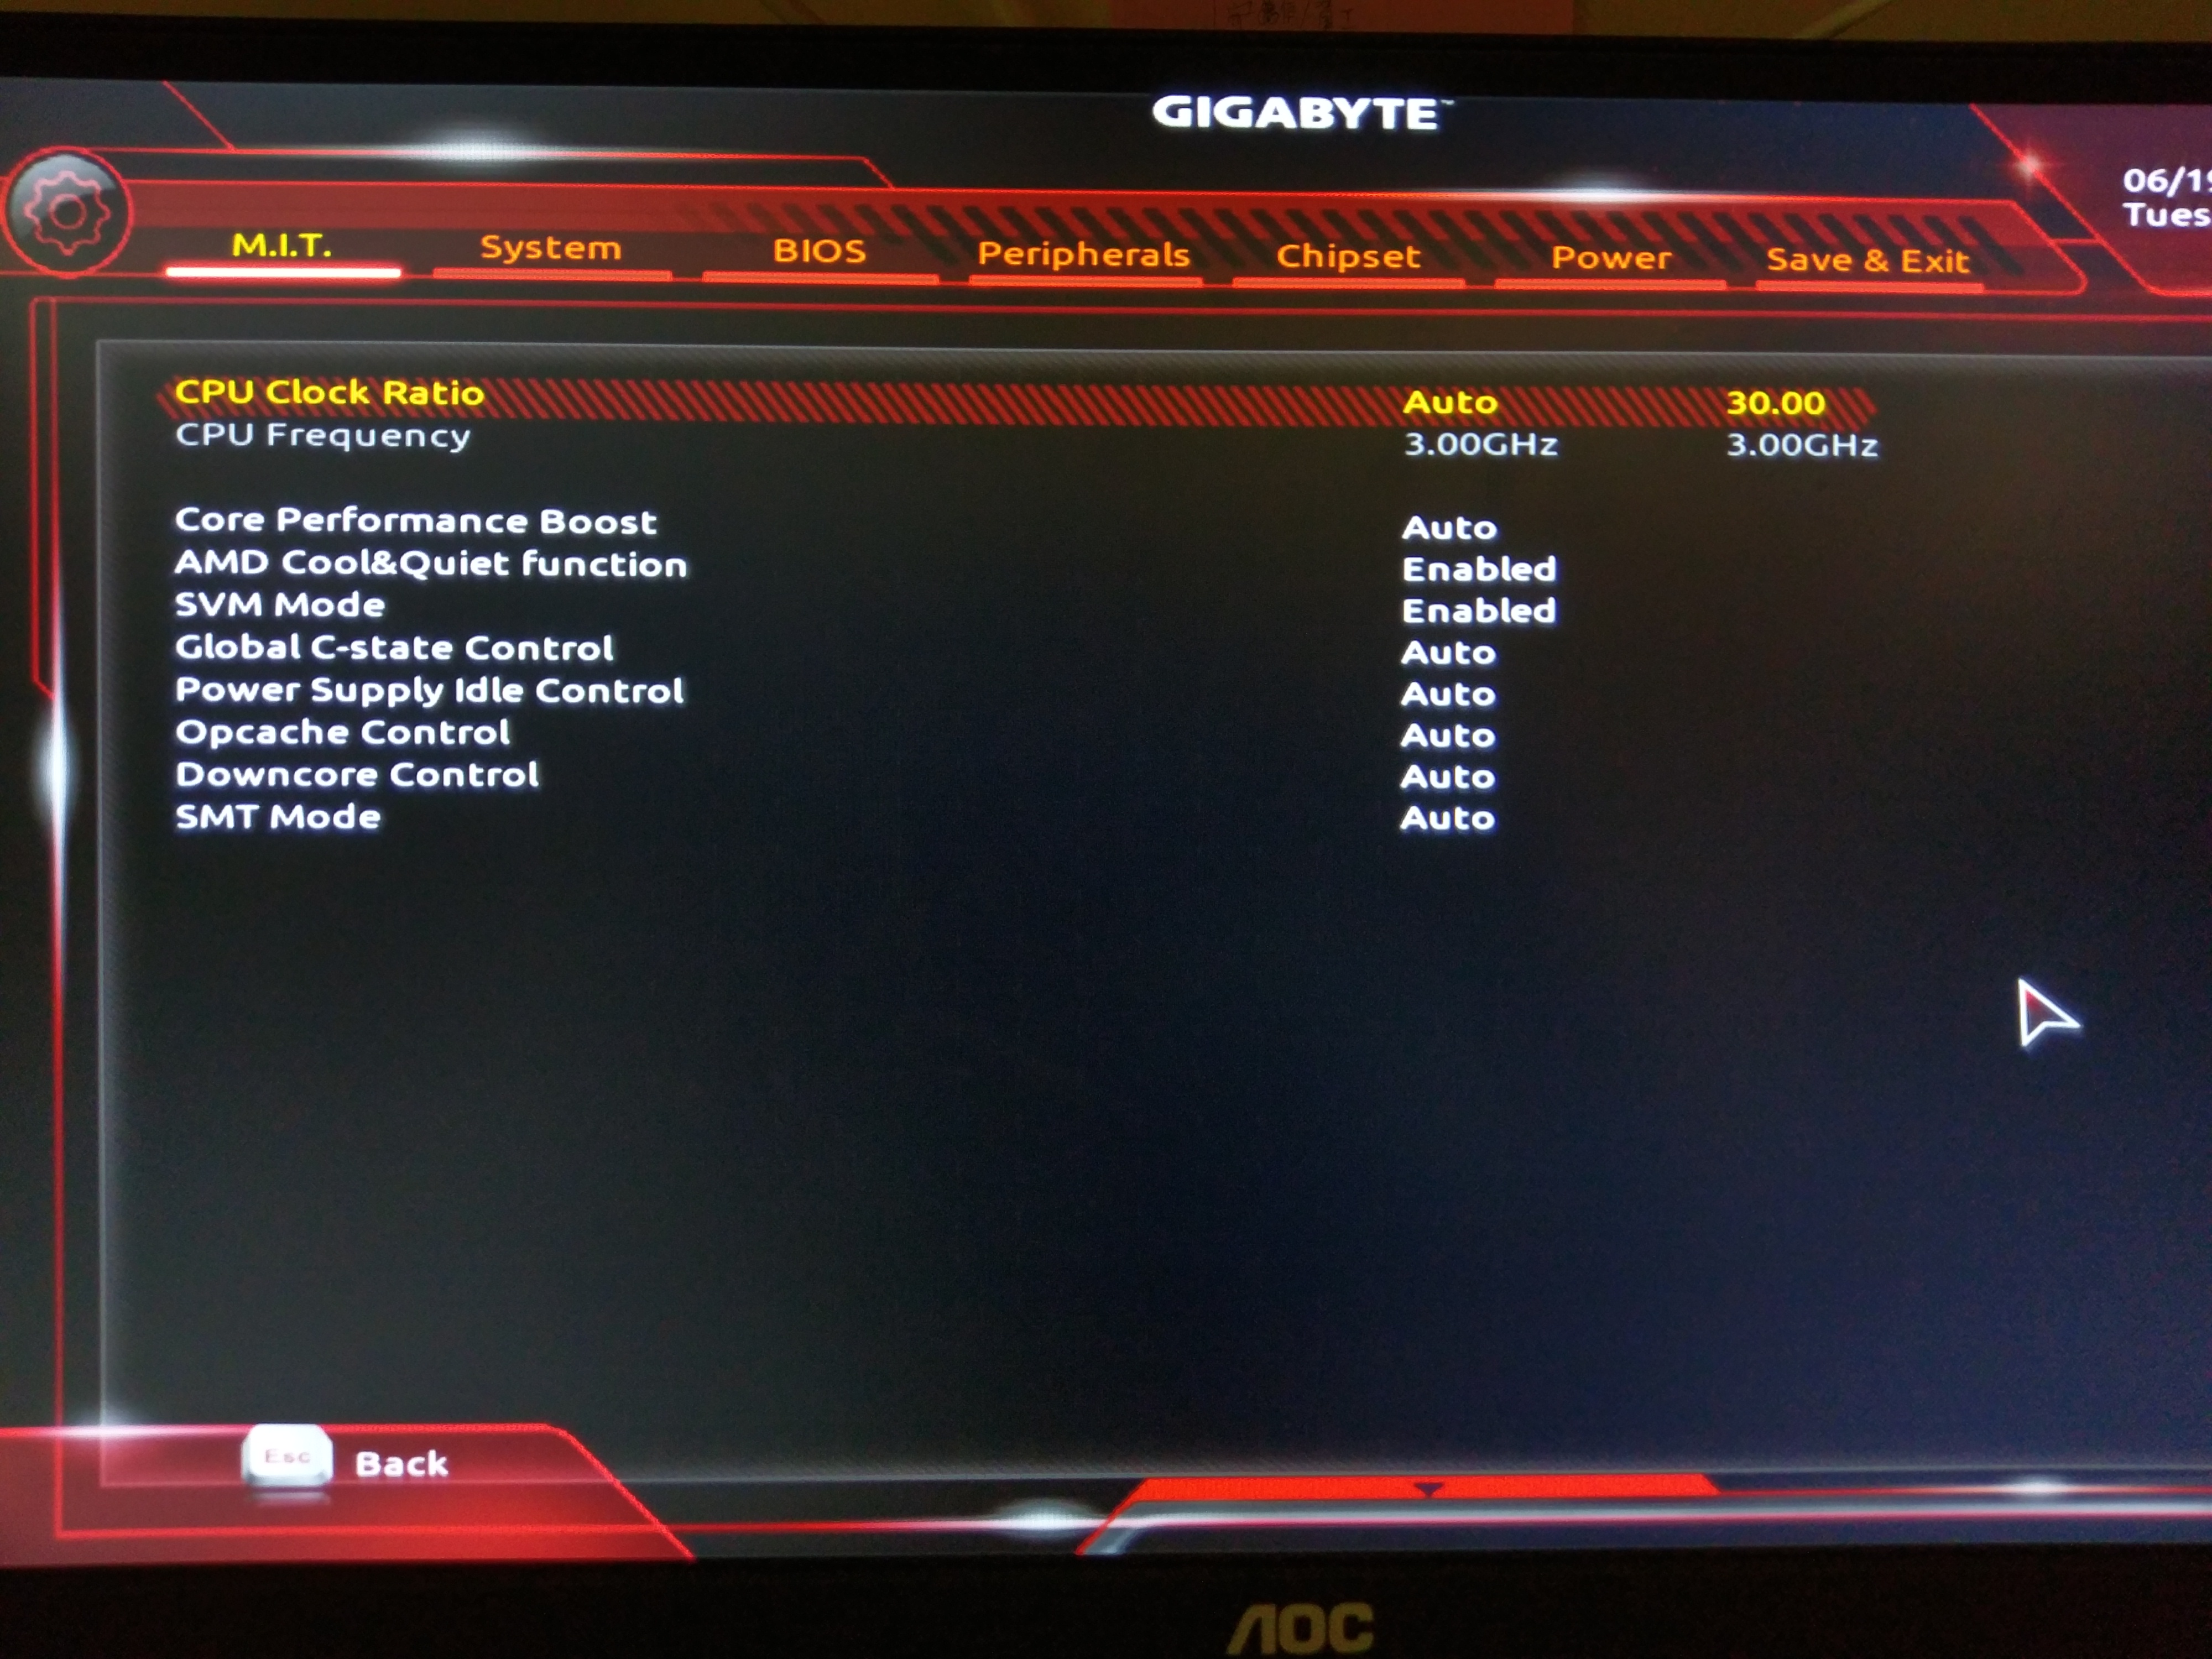 GIGABYTE™
06/19
Tues
M.I.T. System BIOS Peripherals Chipset Power Save & Exit
CPU Clock Ratio Auto 30.00
CPU Frequency 3.00GHz 3.00GHz
Core Performance Boost Auto
AMD Cool&Quiet function Enabled
SVM Mode Enabled
Global C-state Control Auto
Power Supply Idle Control Auto
Opcache Control Auto
Downcore Control Auto
SMT Mode Auto
Esc Back
AOC